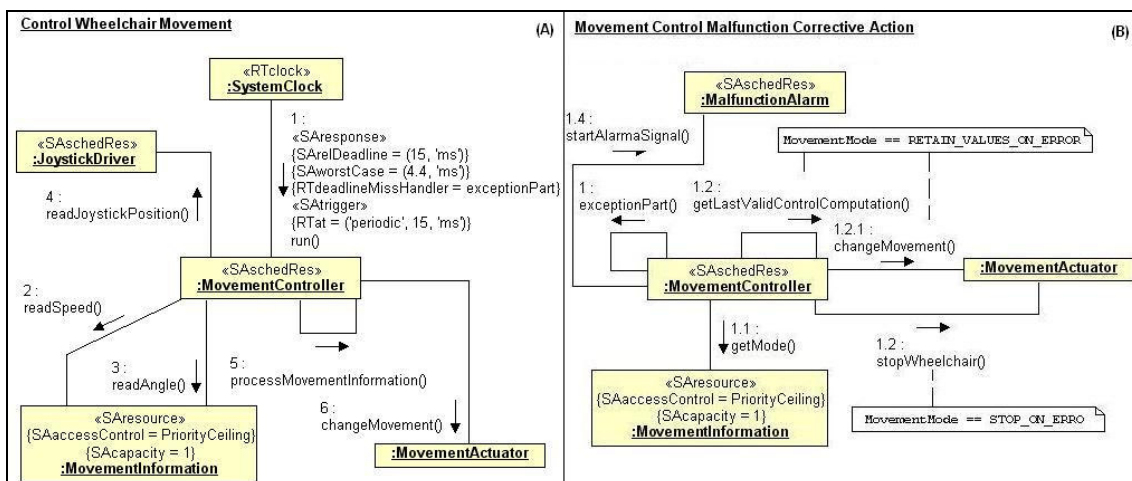 Control Wheelchair Movement
(A)
«RTclock»
:SystemClock
«SAschedRes»
:JoystickDriver
1 :
«SAresponse»
{SArelDeadline = (15, 'ms')}
{SAworstCase = (4.4, 'ms')}
{RTdeadlineMissHandler = exceptionPart}
«SAtrigger»
{RTat = ('periodic', 15, 'ms')}
run()
4 :
readJoystickPosition()
«SAschedRes»
:MovementController
2 :
readSpeed()
3 :
readAngle()
5 :
processMovementInformation()
6 :
changeMovement()
«SAresource»
{SAaccessControl = PriorityCeiling}
{SAcapacity = 1}
:MovementInformation
:MovementActuator
Movement Control Malfunction Corrective Action
(B)
«SAschedRes»
:MalfunctionAlarm
1.4 :
startAlarmaSignal()
MovementMode == RETAIN_VALUES_ON_ERROR
1 :
exceptionPart()
1.2 :
getLastValidControlComputation()
1.2.1 :
changeMovement()
«SAschedRes»
:MovementController
:MovementActuator
1.1 :
getMode()
1.2 :
stopWheelchair()
«SAresource»
{SAaccessControl = PriorityCeiling}
{SAcapacity = 1}
:MovementInformation
MovementMode == STOP_ON_ERRO